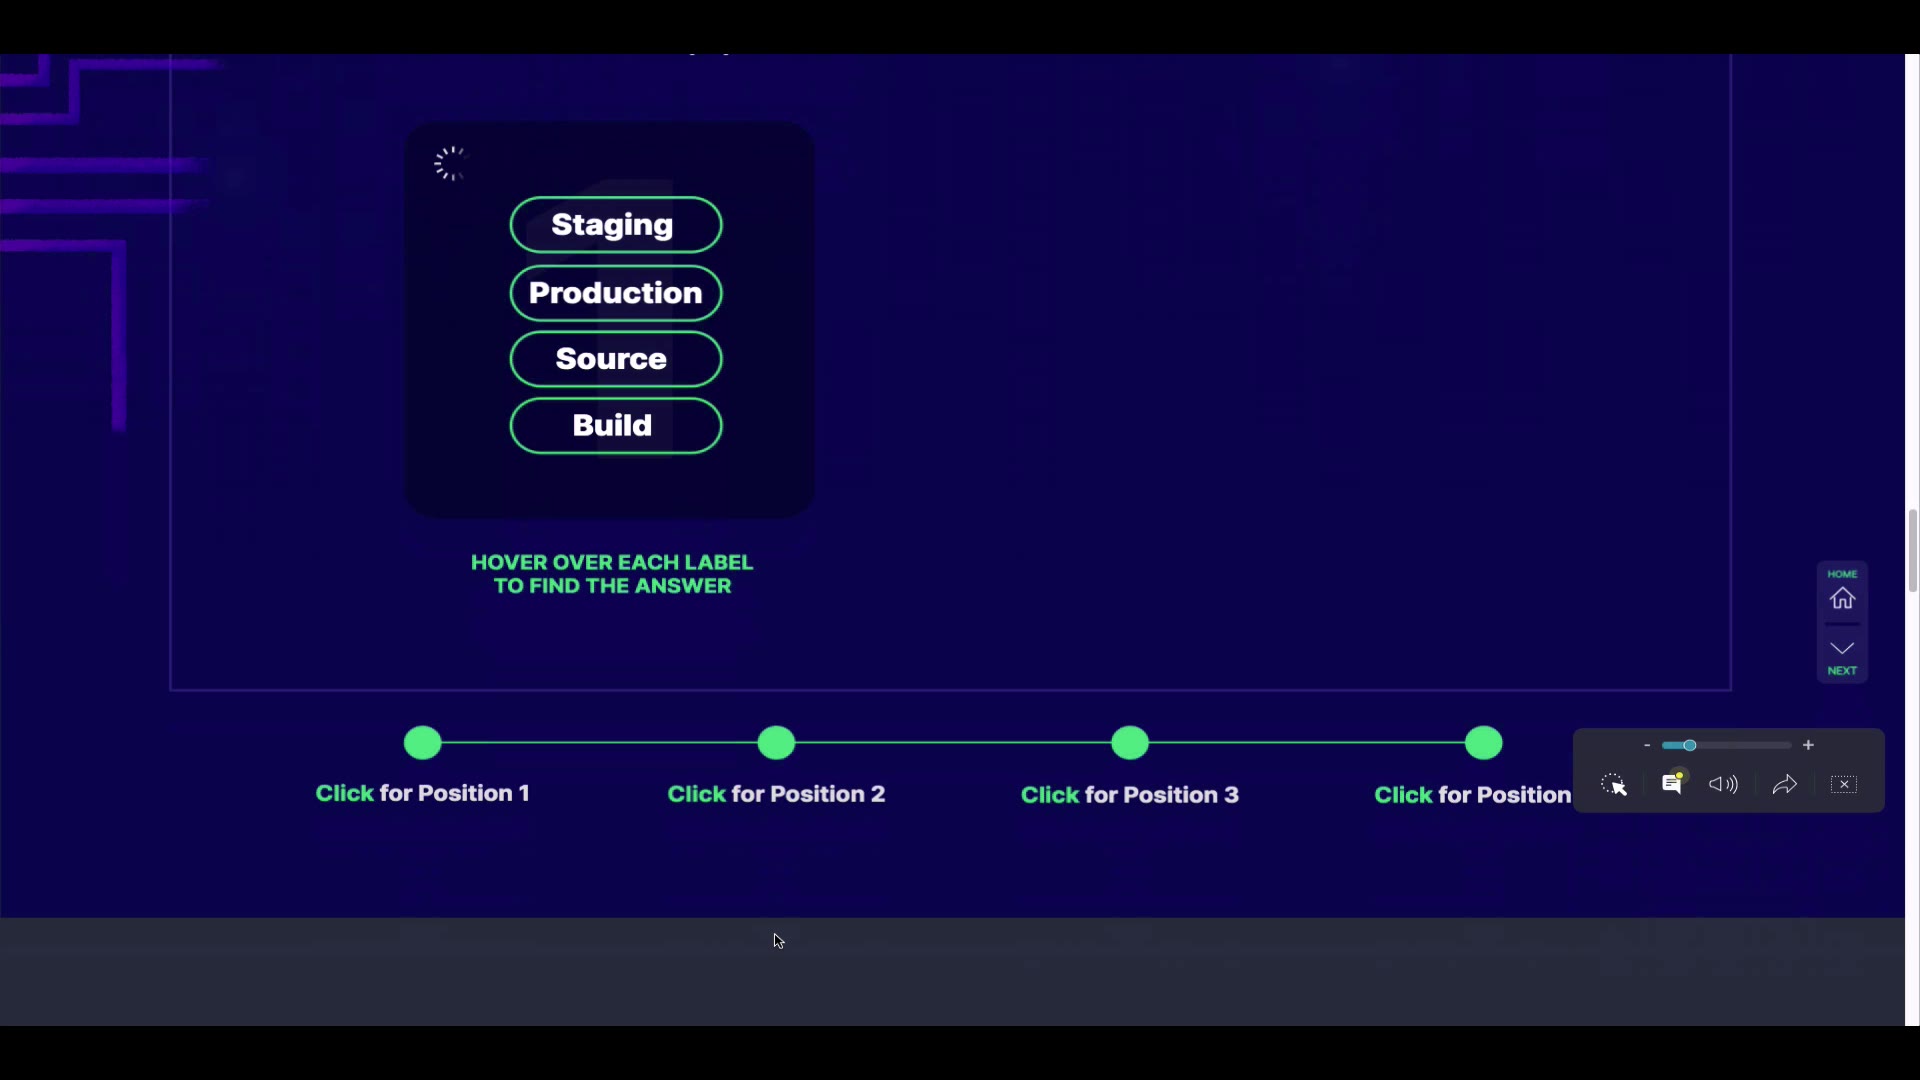 Staging
Production
Source
Build
HOVER OVER EACH LABEL
TO FIND THE ANSWER
HOME
NEXT
Click for Position 1
Click for Position 2
Click for Position 3
Click for Position
- +